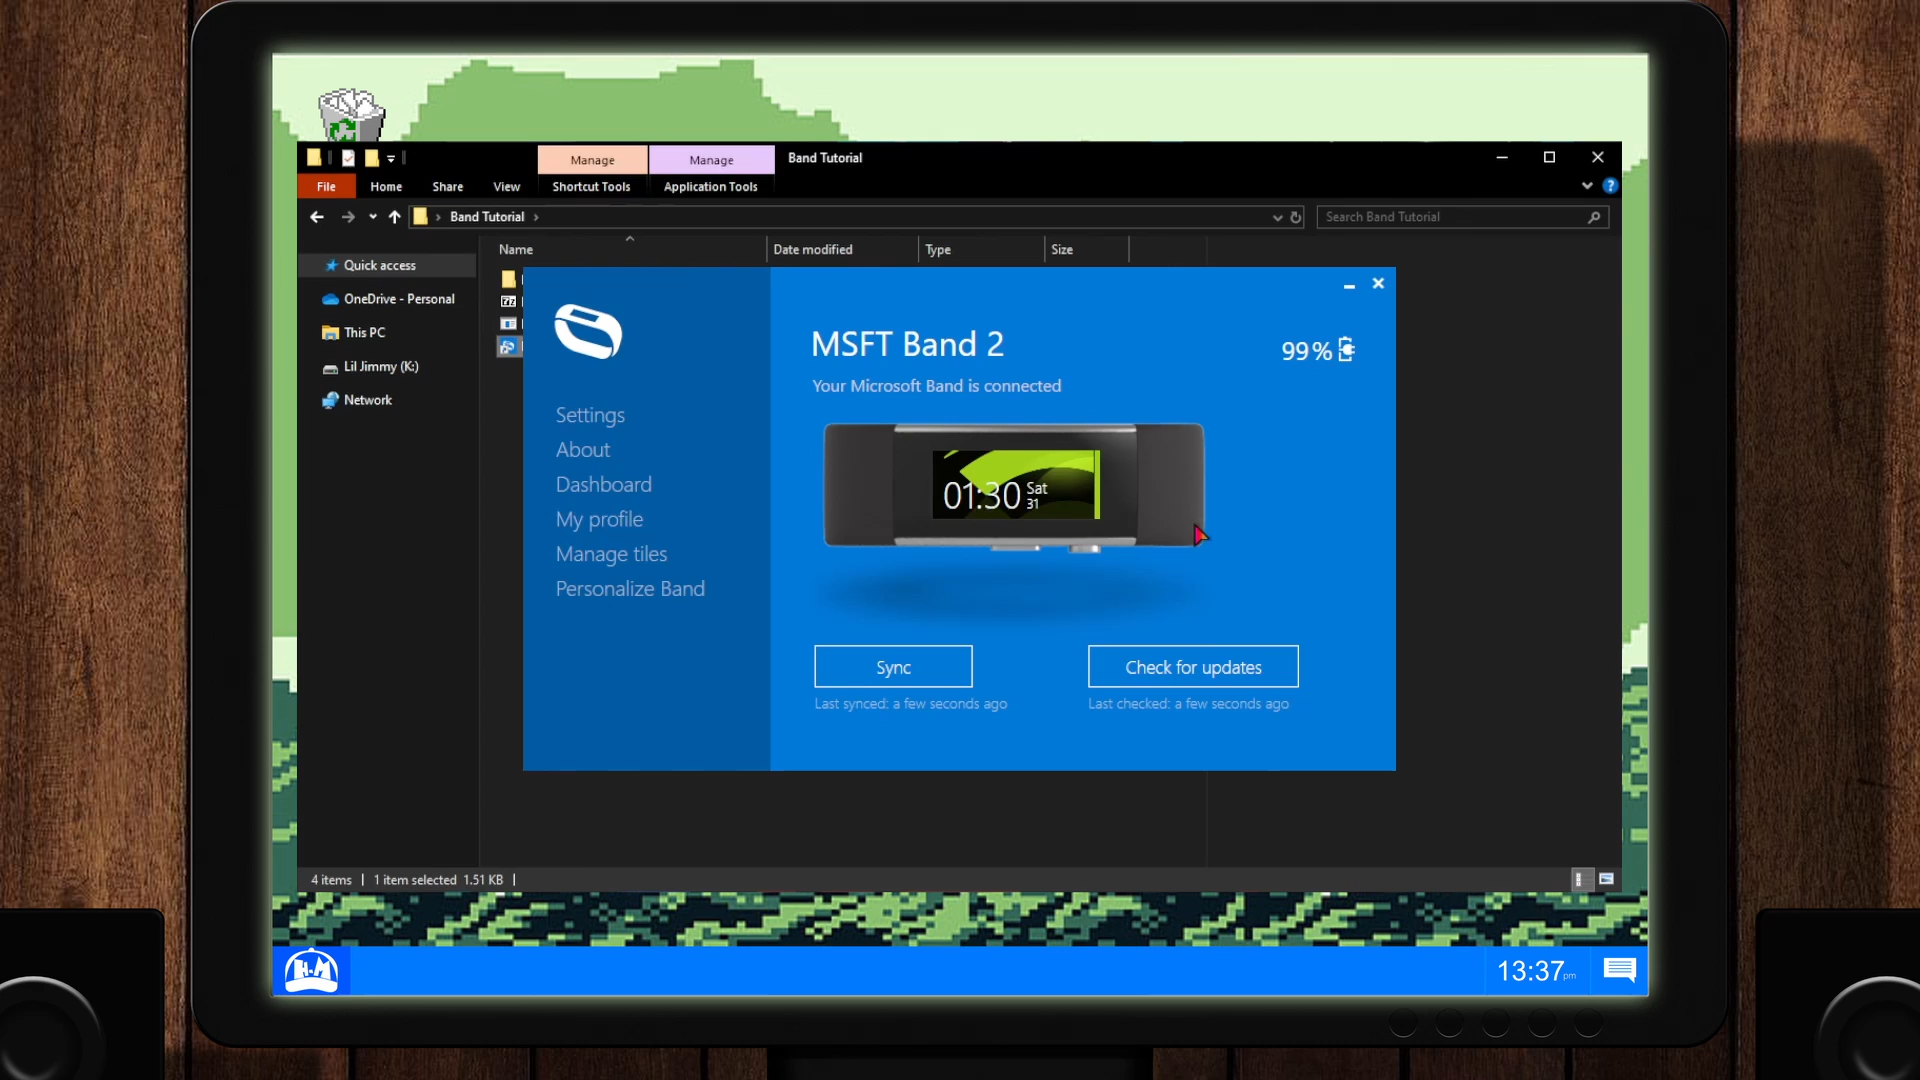 Manage
Manage
Band Tutorial
File
Home
Share
View
Shortcut Tools
Application Tools
Band Tutorial
Search Band Tutorial
Name
Date modified
Type
Size
Quick access
OneDrive - Personal
This PC
Lil Jimmy (K:)
Network
Settings
About
Dashboard
My profile
Manage tiles
Personalize Band
MSFT Band 2
99%
Your Microsoft Band is connected
01:30 Sat
31
Sync
Check for updates
Last synced: a few seconds ago
Last checked: a few seconds ago
4 items
1 item selected 1.51 KB
H-M
13:37 pm